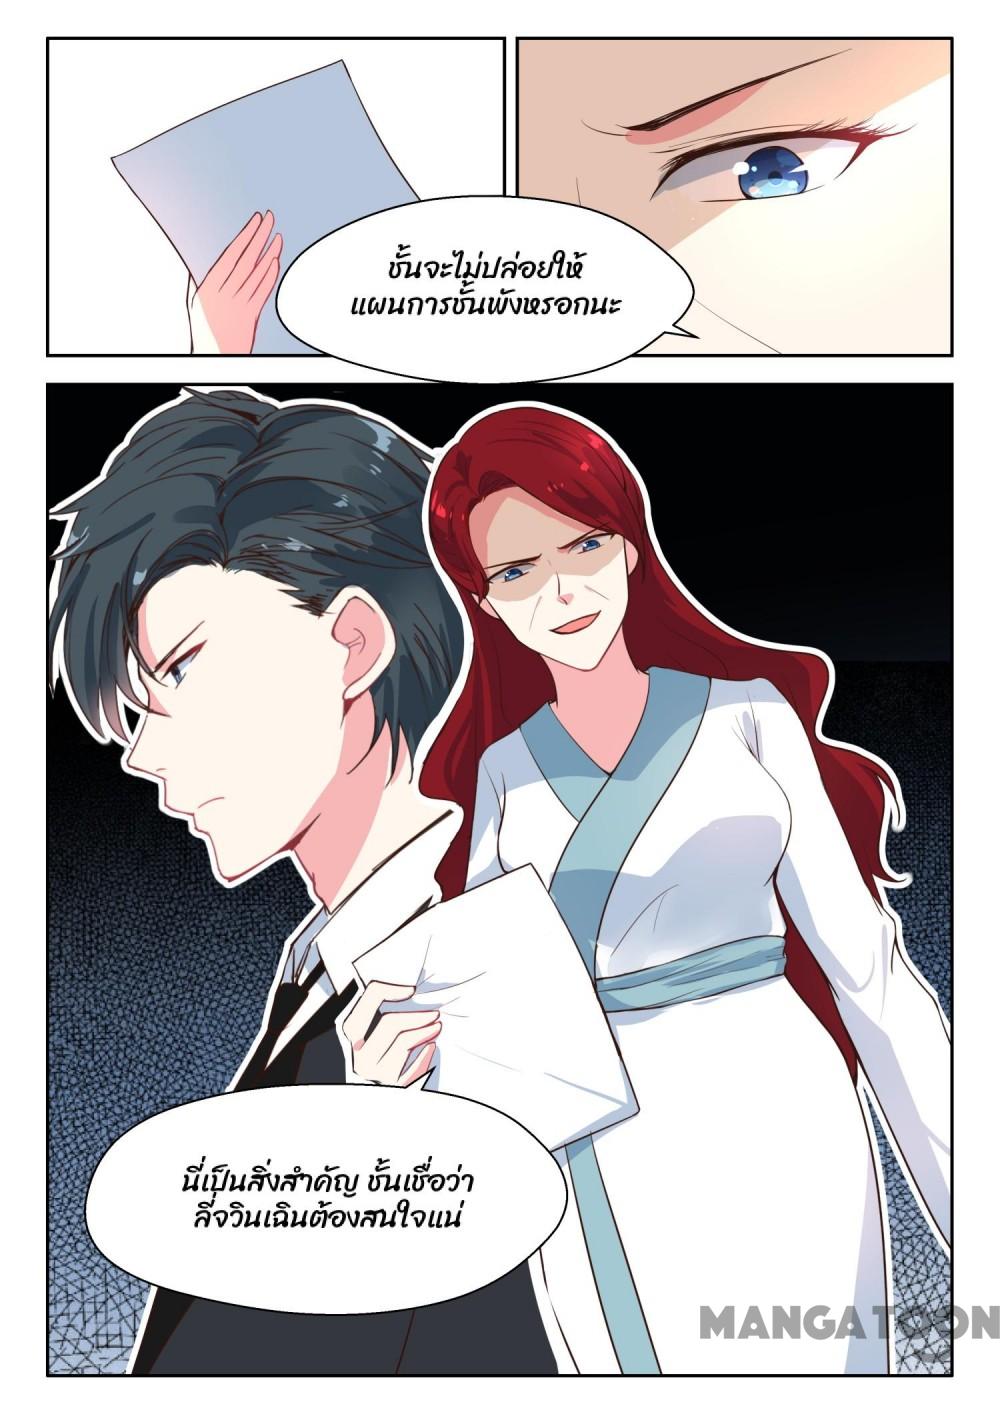 ชั้นจะไม่ปล่อยให้
แผนการชั้นพังหรอกนะ
นี่เป็นสิ่งสำคัญ ชั้นเชื่อว่า
ลี่จวินเฉินต้องสนใจแน่
MANGATOON